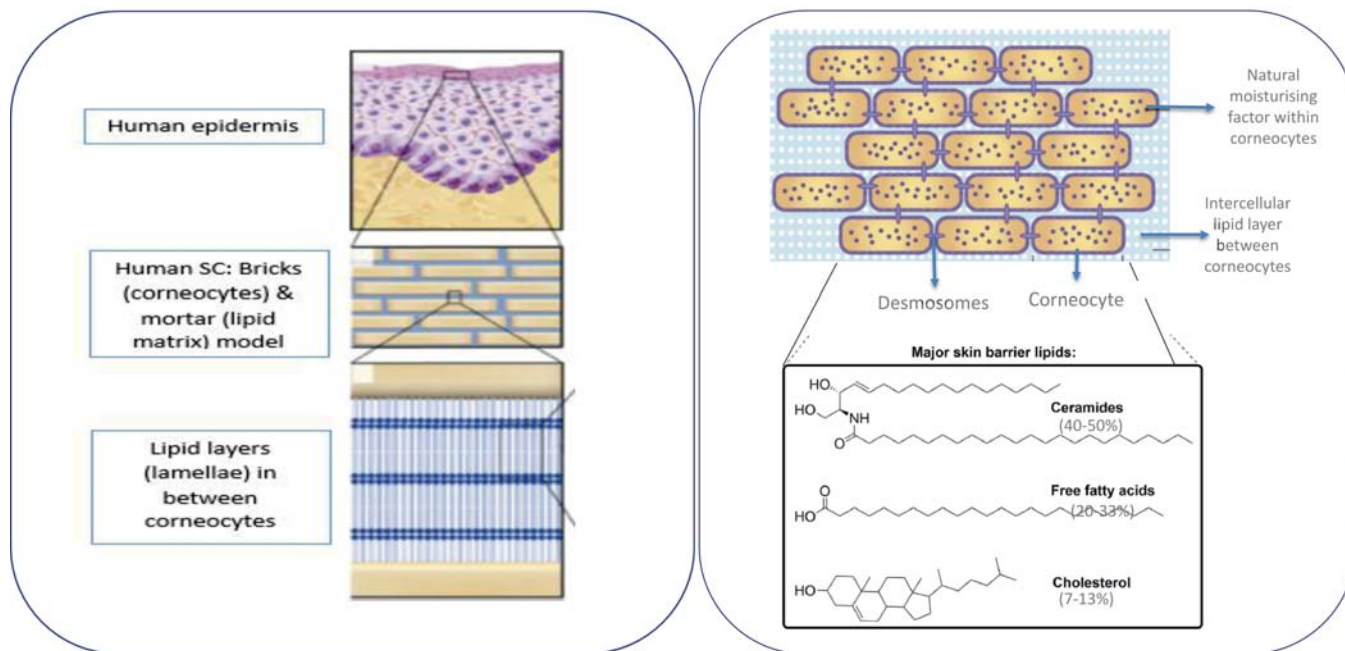 Human epidermis
Human SC: Bricks
(corneocytes) &
mortar (lipid
matrix) model
Lipid layers
(lamellae) in
between
corneocytes
Natural
moisturising
factor within
corneocytes
Intercellular
lipid layer
between
corneocytes
Desmosomes
Corneocyte
Major skin barrier lipids:
HO
HO
NH
O
Ceramides
(40-50%)
O
HO
Free fatty acids
(20-33%)
HO
Cholesterol
(7-13%)